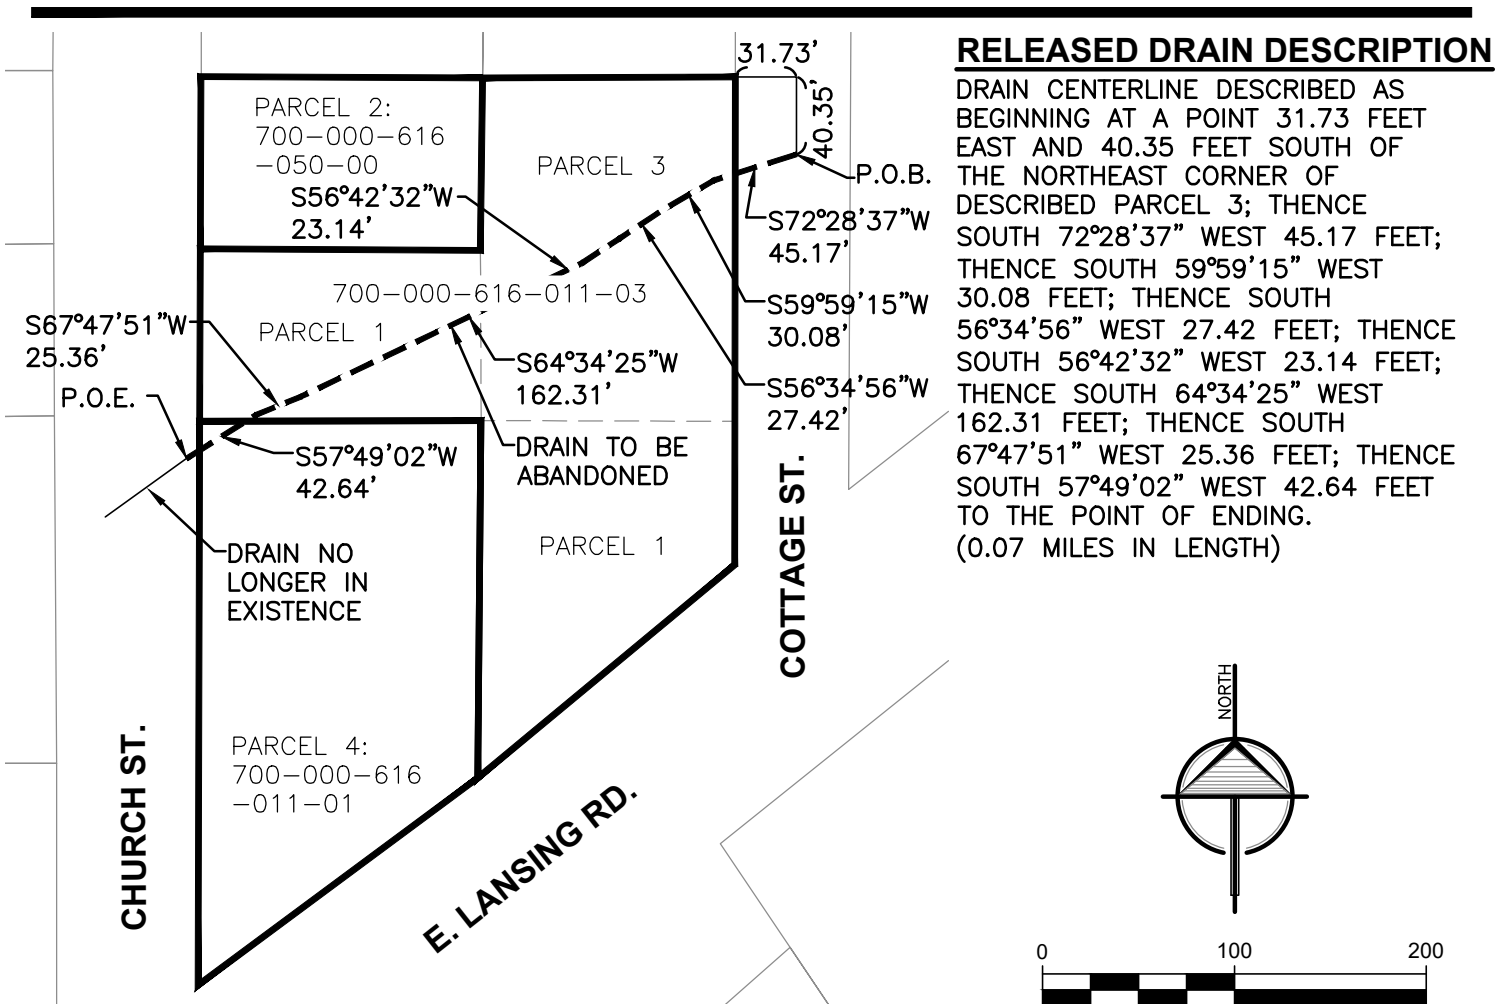 31.73'
40.35'
PARCEL 2:
700-000-616
-050-00
PARCEL 3
P.O.B.
S56°42'32"W
23.14'
S72°28'37"W
45.17'
700-000-616-011-03
S59°59'15"W
30.08'
S67°47'51"W
25.36'
PARCEL 1
S64°34'25"W
162.31'
P.O.E.
S56°34'56"W
27.42'
S57°49'02"W
42.64'
DRAIN TO BE
ABANDONED
DRAIN NO
LONGER IN
EXISTENCE
PARCEL 1
COTTAGE ST.
PARCEL 4:
700-000-616
-011-01
CHURCH ST.
E. LANSING RD.
RELEASED DRAIN DESCRIPTION
DRAIN CENTERLINE DESCRIBED AS
BEGINNING AT A POINT 31.73 FEET
EAST AND 40.35 FEET SOUTH OF
THE NORTHEAST CORNER OF
DESCRIBED PARCEL 3; THENCE
SOUTH 72°28'37" WEST 45.17 FEET;
THENCE SOUTH 59°59'15" WEST
30.08 FEET; THENCE SOUTH
56°34'56" WEST 27.42 FEET; THENCE
SOUTH 56°42'32" WEST 23.14 FEET;
THENCE SOUTH 64°34'25" WEST
162.31 FEET; THENCE SOUTH
67°47'51" WEST 25.36 FEET; THENCE
SOUTH 57°49'02" WEST 42.64 FEET
TO THE POINT OF ENDING.
(0.07 MILES IN LENGTH)
NORTH
0 100 200